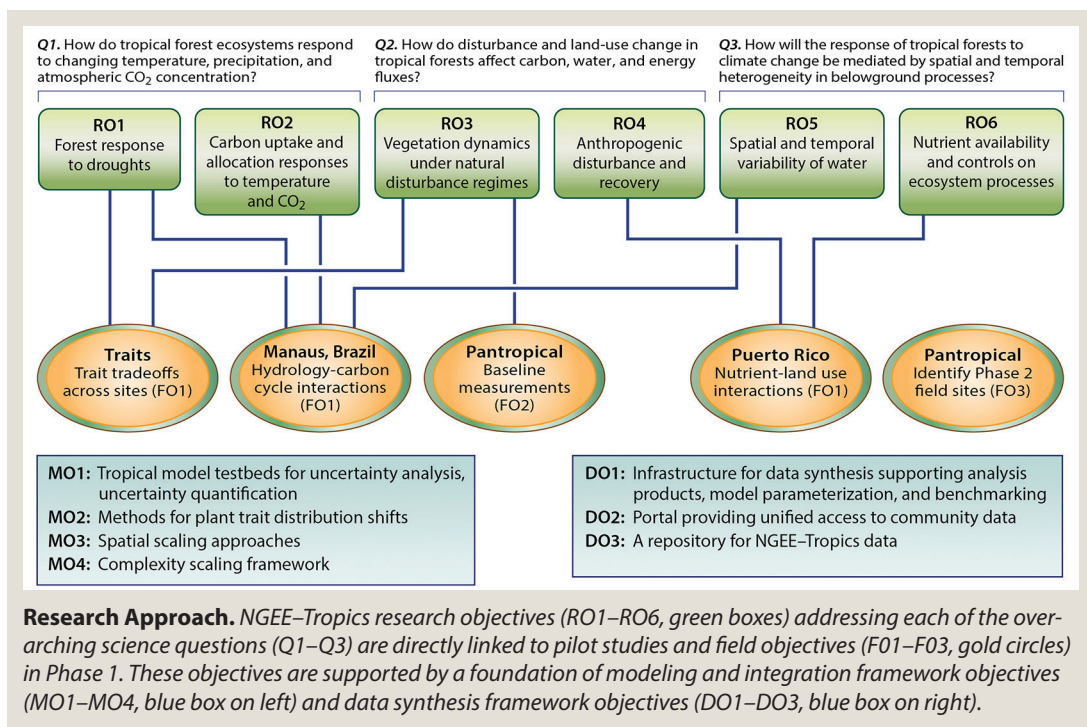 Q1. How do tropical forest ecosystems respond
to changing temperature, precipitation, and
atmospheric CO₂ concentration?
Q2. How do disturbance and land-use change in
tropical forests affect carbon, water, and energy
fluxes?
Q3. How will the response of tropical forests to
climate change be mediated by spatial and temporal
heterogeneity in belowground processes?
RO1
Forest response
to droughts
RO2
Carbon uptake and
allocation responses
to temperature
and CO₂
RO3
Vegetation dynamics
under natural
disturbance regimes
RO4
Anthropogenic
disturbance and
recovery
RO5
Spatial and temporal
variability of water
RO6
Nutrient availability
and controls on
ecosystem processes
Traits
Trait tradeoffs
across sites (FO1)
Manaus, Brazil
Hydrology-carbon
cycle interactions
(FO1)
Pantropical
Baseline
measurements
(FO2)
Puerto Rico
Nutrient-land use
interactions (FO1)
Pantropical
Identify Phase 2
field sites (FO3)
MO1: Tropical model testbeds for uncertainty analysis,
uncertainty quantification
MO2: Methods for plant trait distribution shifts
MO3: Spatial scaling approaches
MO4: Complexity scaling framework
DO1: Infrastructure for data synthesis supporting analysis
products, model parameterization, and benchmarking
DO2: Portal providing unified access to community data
DO3: A repository for NGEE–Tropics data
Research Approach. NGEE–Tropics research objectives (RO1–RO6, green boxes) addressing each of the over-
arching science questions (Q1–Q3) are directly linked to pilot studies and field objectives (F01–F03, gold circles)
in Phase 1. These objectives are supported by a foundation of modeling and integration framework objectives
(MO1–MO4, blue box on left) and data synthesis framework objectives (DO1–DO3, blue box on right).